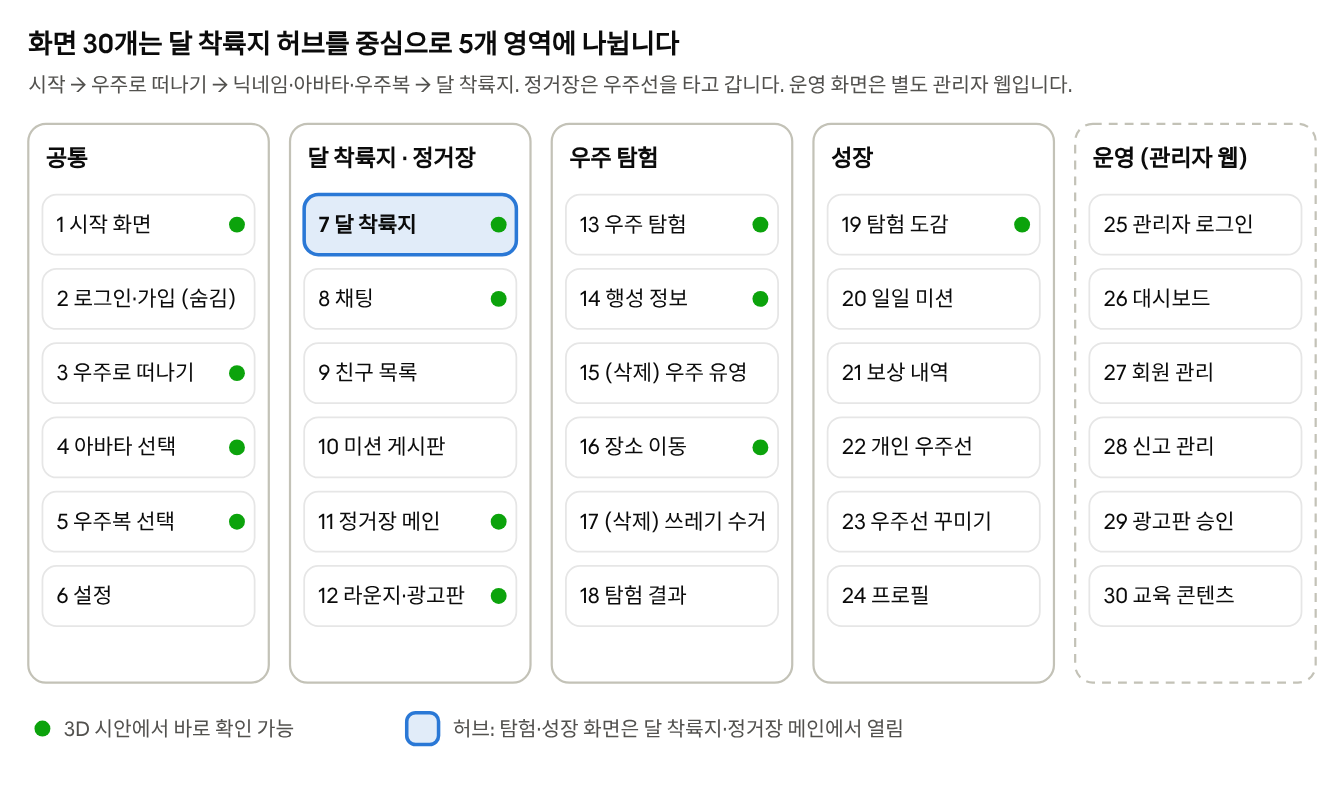 화면 30개는 달 착륙지 허브를 중심으로 5개 영역에 나뉩니다
시작 → 우주로 떠나기 → 닉네임·아바타·우주복 → 달 착륙지. 정거장은 우주선을 타고 갑니다. 운영 화면은 별도 관리자 웹입니다.
공통
1 시작 화면
2 로그인·가입 (숨김)
3 우주로 떠나기
4 아바타 선택
5 우주복 선택
6 설정
달 착륙지 · 정거장
7 달 착륙지
8 채팅
9 친구 목록
10 미션 게시판
11 정거장 메인
12 라운지·광고판
우주 탐험
13 우주 탐험
14 행성 정보
15 (삭제) 우주 유영
16 장소 이동
17 (삭제) 쓰레기 수거
18 탐험 결과
성장
19 탐험 도감
20 일일 미션
21 보상 내역
22 개인 우주선
23 우주선 꾸미기
24 프로필
운영 (관리자 웹)
25 관리자 로그인
26 대시보드
27 회원 관리
28 신고 관리
29 광고판 승인
30 교육 콘텐츠
3D 시안에서 바로 확인 가능
허브: 탐험·성장 화면은 달 착륙지·정거장 메인에서 열림